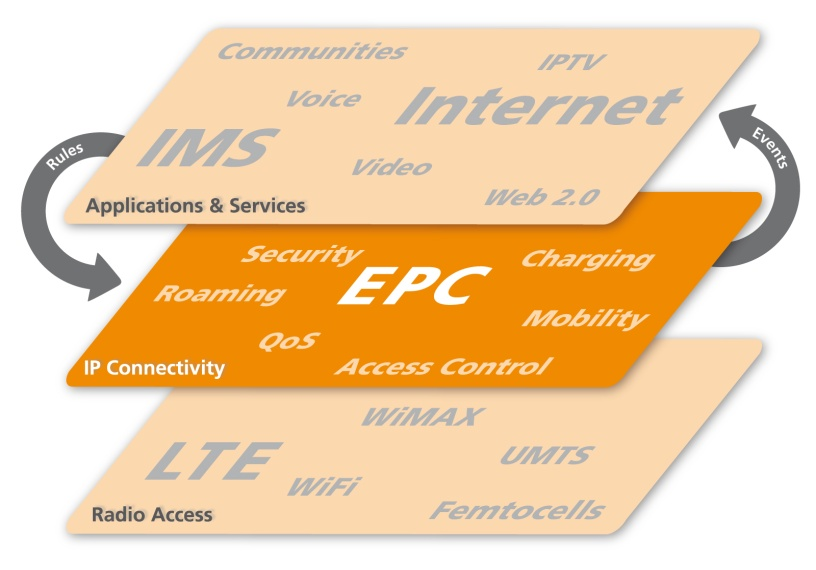 Communities
IPTV
Voice
Internet
IMS
Video
Web 2.0
Applications & Services
Rules
Events
Security
Charging
EPC
Roaming
Mobility
QoS
Access Control
IP Connectivity
WiMAX
LTE
UMTS
WiFi
Femtocells
Radio Access